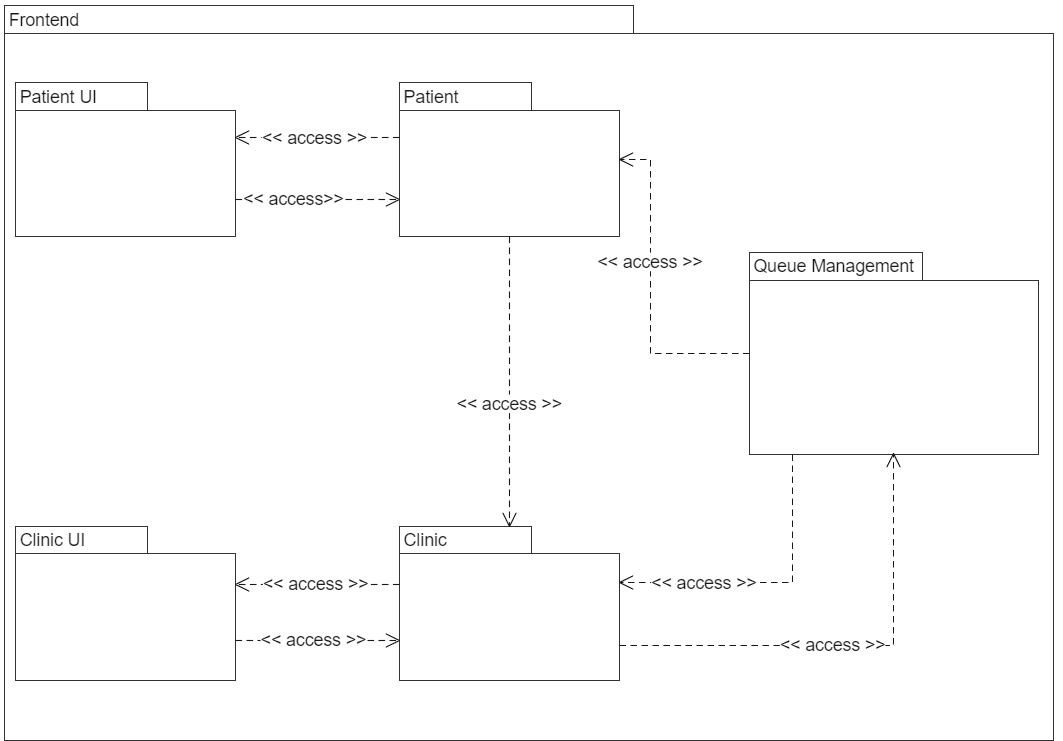 Frontend
Patient UI
Patient
<< access >>
<< access>>
<< access >>
Queue Management
<< access >>
Clinic UI
Clinic
<< access >>
<< access >>
<< access >>
<< access >>